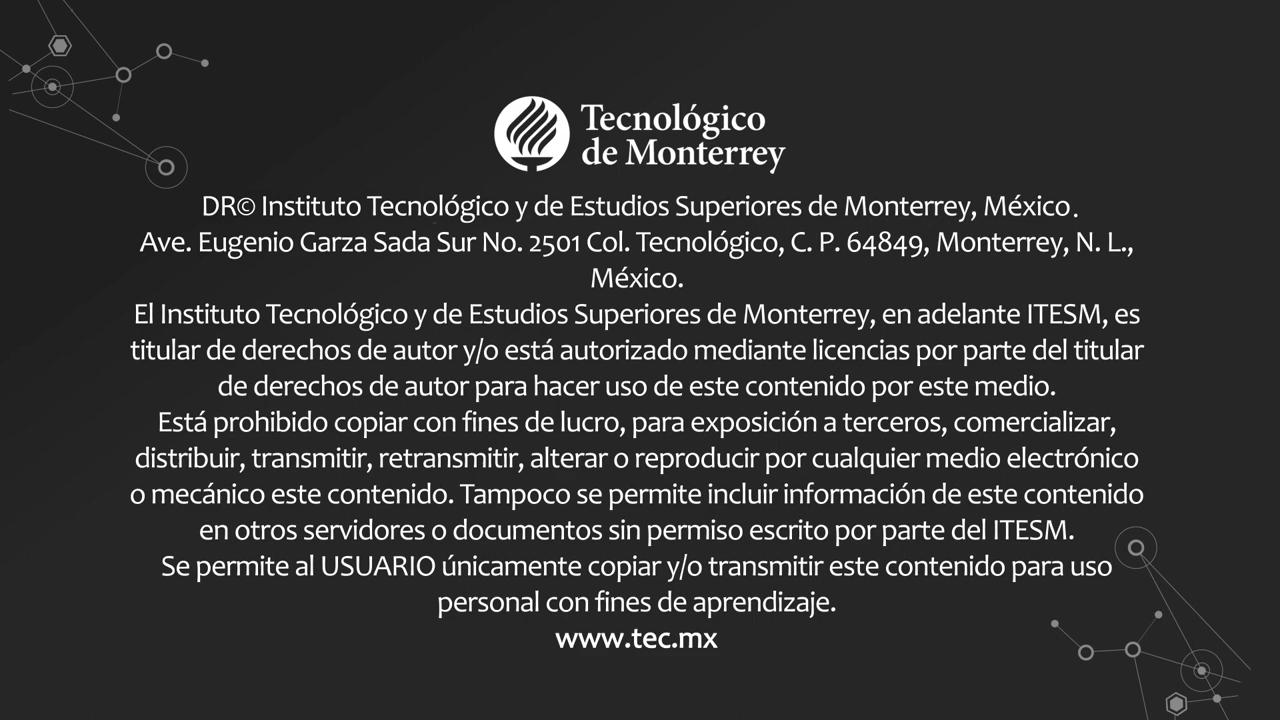 Tecnológico
de Monterrey
DR© Instituto Tecnológico y de Estudios Superiores de Monterrey, México.
Ave. Eugenio Garza Sada Sur No. 2501 Col. Tecnológico, C. P. 64849, Monterrey, N. L.,
México.
El Instituto Tecnológico y de Estudios Superiores de Monterrey, en adelante ITESM, es
titular de derechos de autor y/o está autorizado mediante licencias por parte del titular
de derechos de autor para hacer uso de este contenido por este medio.
Está prohibido copiar con fines de lucro, para exposición a terceros, comercializar,
distribuir, transmitir, retransmitir, alterar o reproducir por cualquier medio electrónico
o mecánico este contenido. Tampoco se permite incluir información de este contenido
en otros servidores o documentos sin permiso escrito por parte del ITESM.
Se permite al USUARIO únicamente copiar y/o transmitir este contenido para uso
personal con fines de aprendizaje.
www.tec.mx